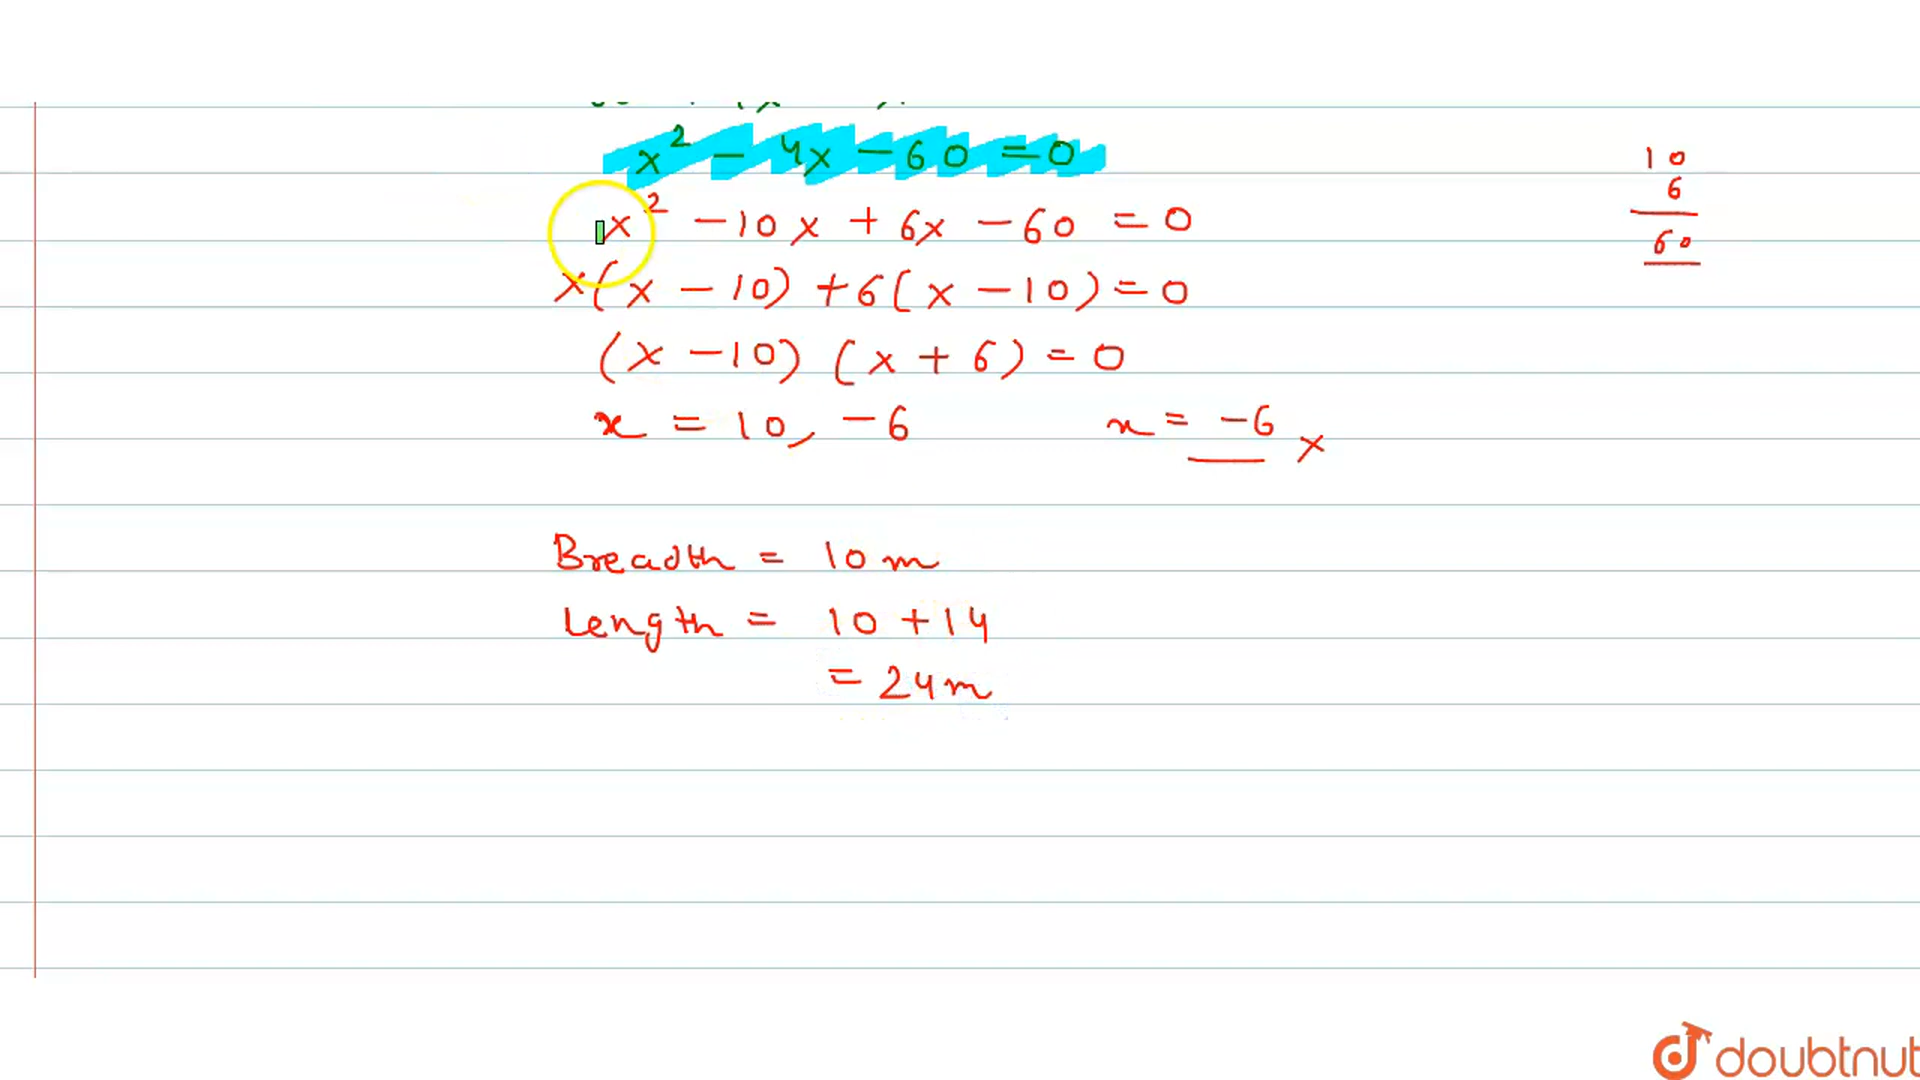 x² - 4x - 60 = 0
x² - 10x + 6x - 60 = 0
x(x - 10) + 6(x - 10) = 0
(x - 10) (x + 6) = 0
x = 10, -6
x = -6 ×
Breadth = 10 m
Length = 10 + 14
= 24 m
10
6
60
doubtnut